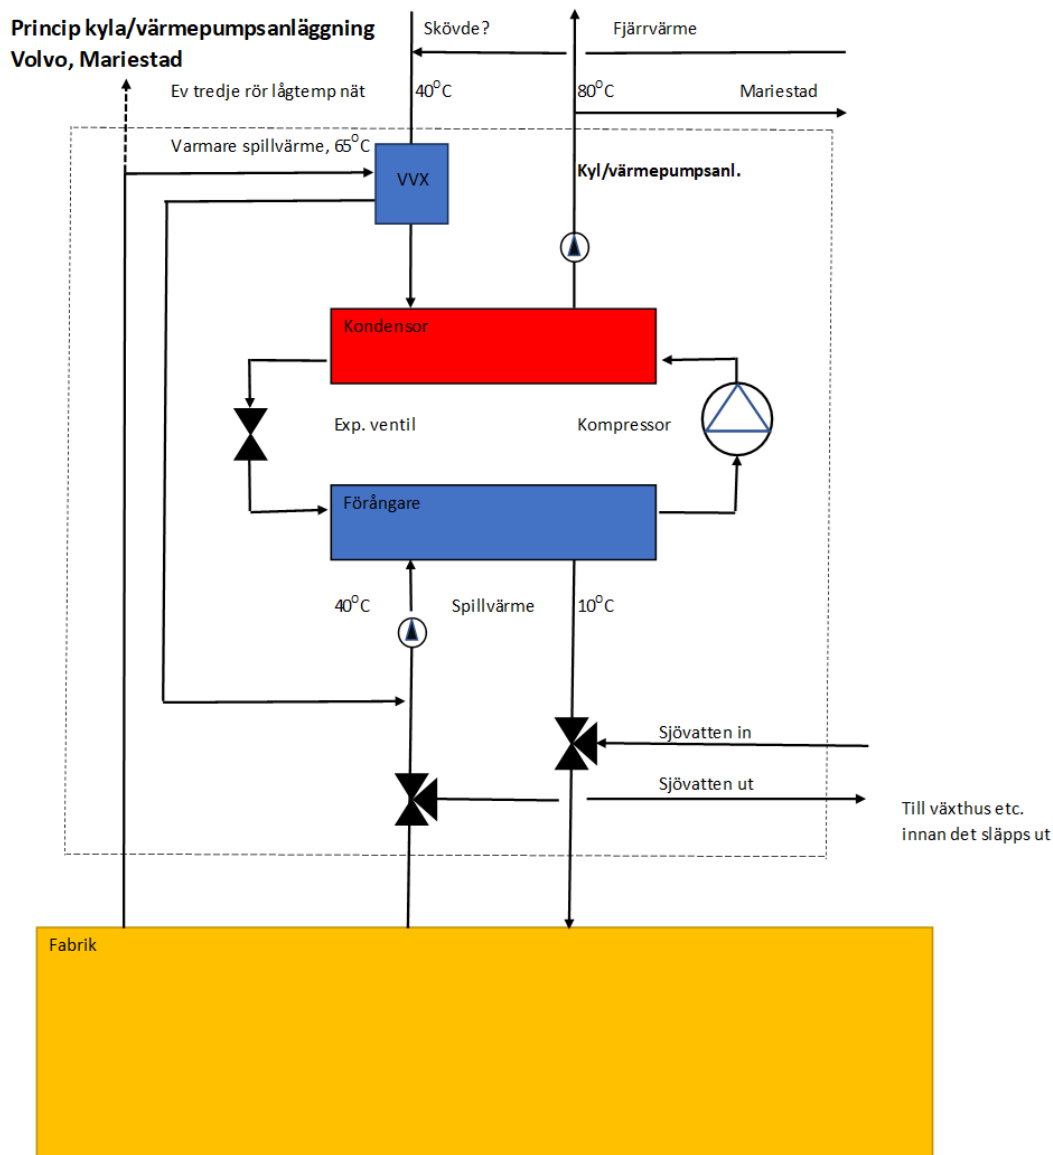 Princip kyla/värmepumpsanläggning
Volvo, Mariestad
Skövde?
Fjärrvärme
Ev tredje rör lågtemp nät
40°C
80°C
Mariestad
Varmare spillvärme, 65°C
VVX
Kyl/värmepumpsanl.
Kondensor
Exp. ventil
Kompressor
Förångare
40°C
Spillvärme
10°C
Sjövatten in
Sjövatten ut
Till växthus etc.
innan det släpps ut
Fabrik